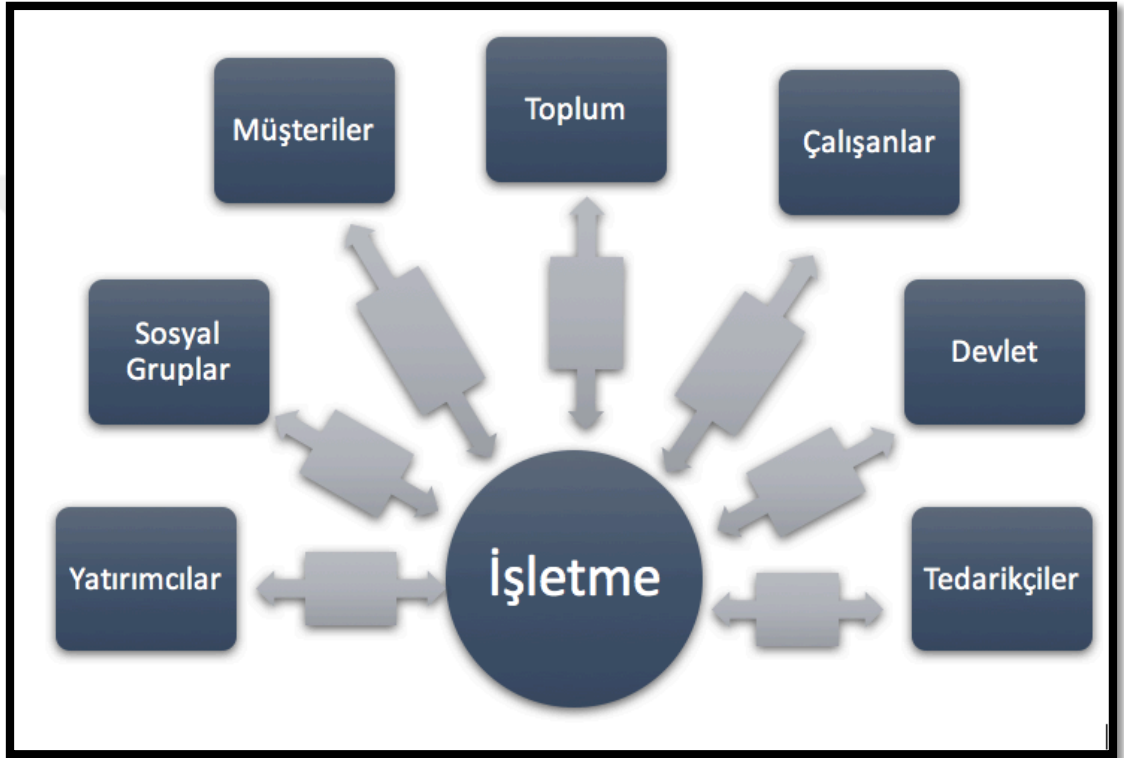 Müşteriler
Toplum
Çalışanlar
Sosyal
Gruplar
Devlet
Yatırımcılar
İşletme
Tedarikçiler